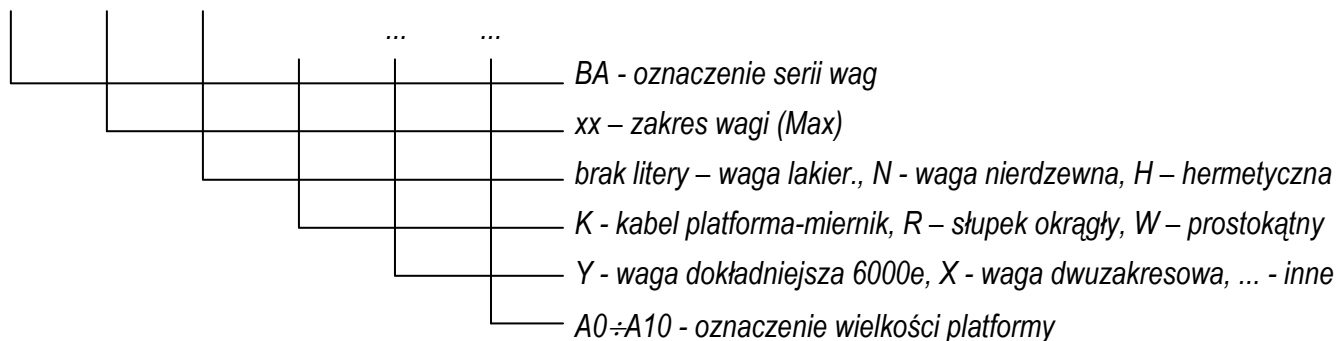 ... ...
BA - oznaczenie serii wag
xx – zakres wagi (Max)
brak litery – waga lakier., N - waga nierdzewna, H – hermetyczna
K - kabel platforma-miernik, R – słupek okrągły, W – prostokątny
Y - waga dokładniejsza 6000e, X - waga dwuzakresowa, ... - inne
A0÷A10 - oznaczenie wielkości platformy